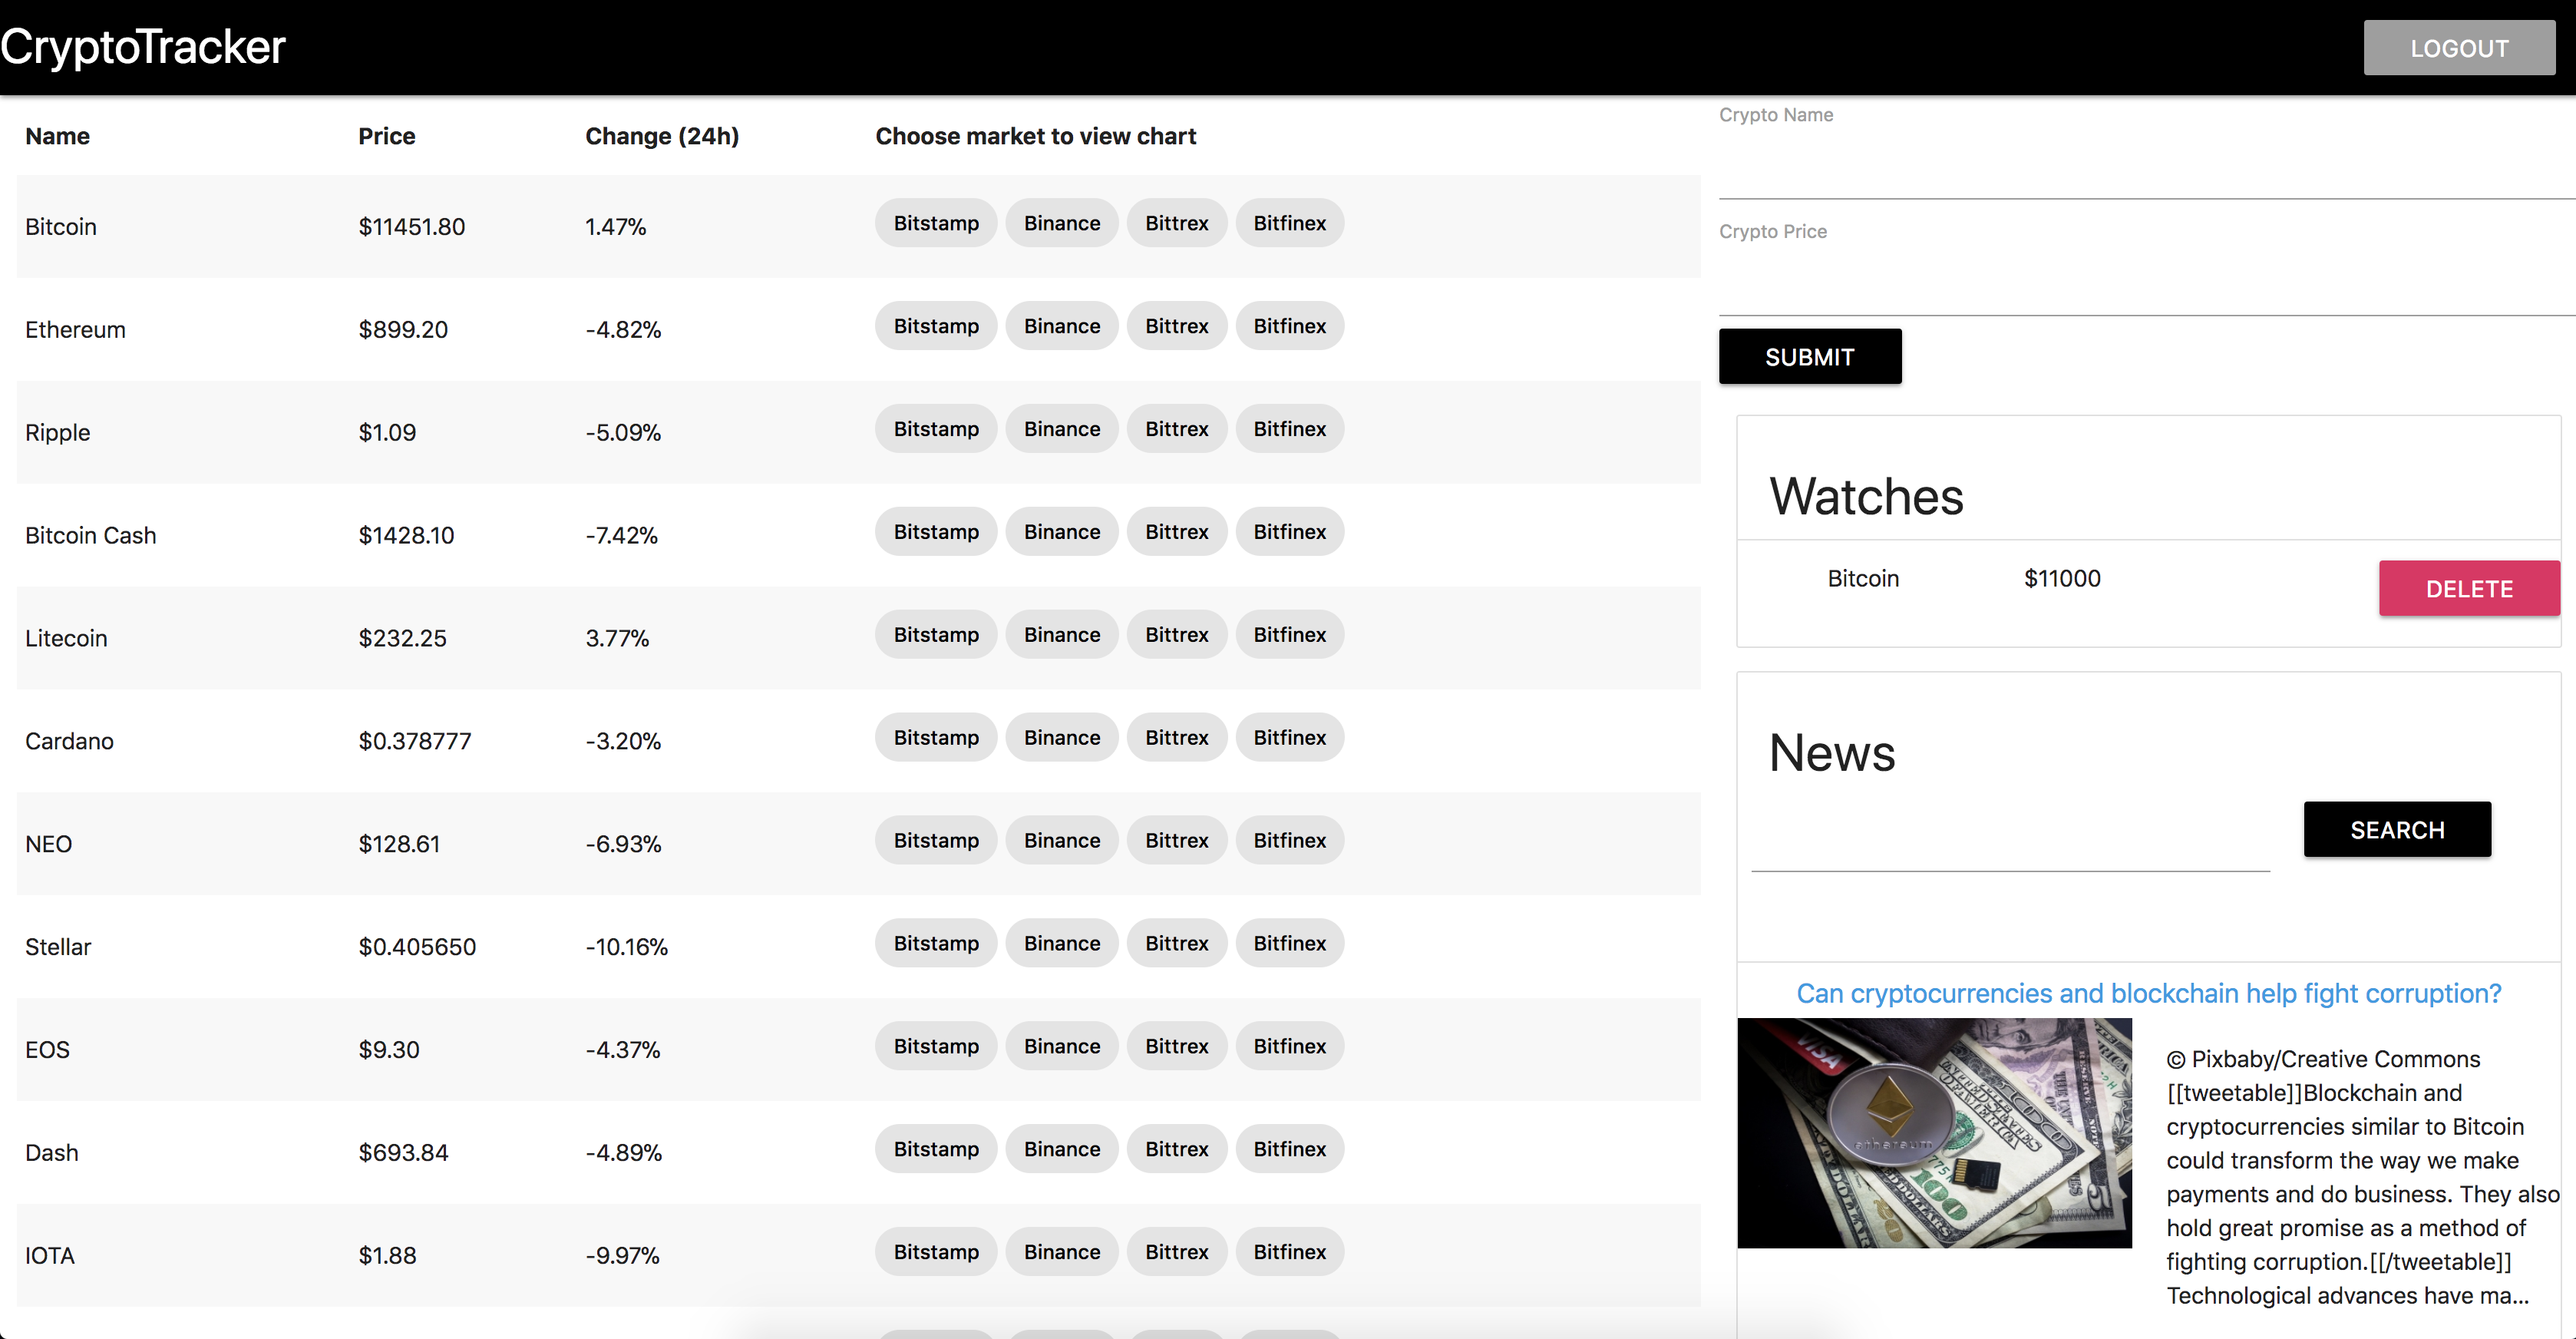 CryptoTracker
LOGOUT
Name Price Change (24h) Choose market to view chart
Bitcoin $11451.80 1.47% Bitstamp Binance Bittrex Bitfinex
Ethereum $899.20 -4.82% Bitstamp Binance Bittrex Bitfinex
Ripple $1.09 -5.09% Bitstamp Binance Bittrex Bitfinex
Bitcoin Cash $1428.10 -7.42% Bitstamp Binance Bittrex Bitfinex
Litecoin $232.25 3.77% Bitstamp Binance Bittrex Bitfinex
Cardano $0.378777 -3.20% Bitstamp Binance Bittrex Bitfinex
NEO $128.61 -6.93% Bitstamp Binance Bittrex Bitfinex
Stellar $0.405650 -10.16% Bitstamp Binance Bittrex Bitfinex
EOS $9.30 -4.37% Bitstamp Binance Bittrex Bitfinex
Dash $693.84 -4.89% Bitstamp Binance Bittrex Bitfinex
IOTA $1.88 -9.97% Bitstamp Binance Bittrex Bitfinex
Crypto Name
Crypto Price
SUBMIT
Watches
Bitcoin $11000 DELETE
News
SEARCH
Can cryptocurrencies and blockchain help fight corruption?
VISA
ethereum
100
© Pixbaby/Creative Commons
[[tweetable]]Blockchain and
cryptocurrencies similar to Bitcoin
could transform the way we make
payments and do business. They also
hold great promise as a method of
fighting corruption.[[/tweetable]]
Technological advances have ma...